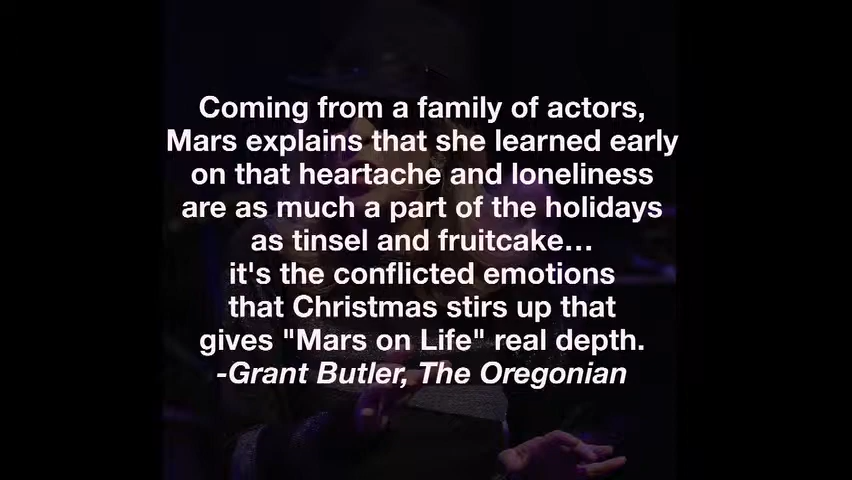 Coming from a family of actors,
Mars explains that she learned early
on that heartache and loneliness
are as much a part of the holidays
as tinsel and fruitcake…
it's the conflicted emotions
that Christmas stirs up that
gives "Mars on Life" real depth.
-Grant Butler, The Oregonian